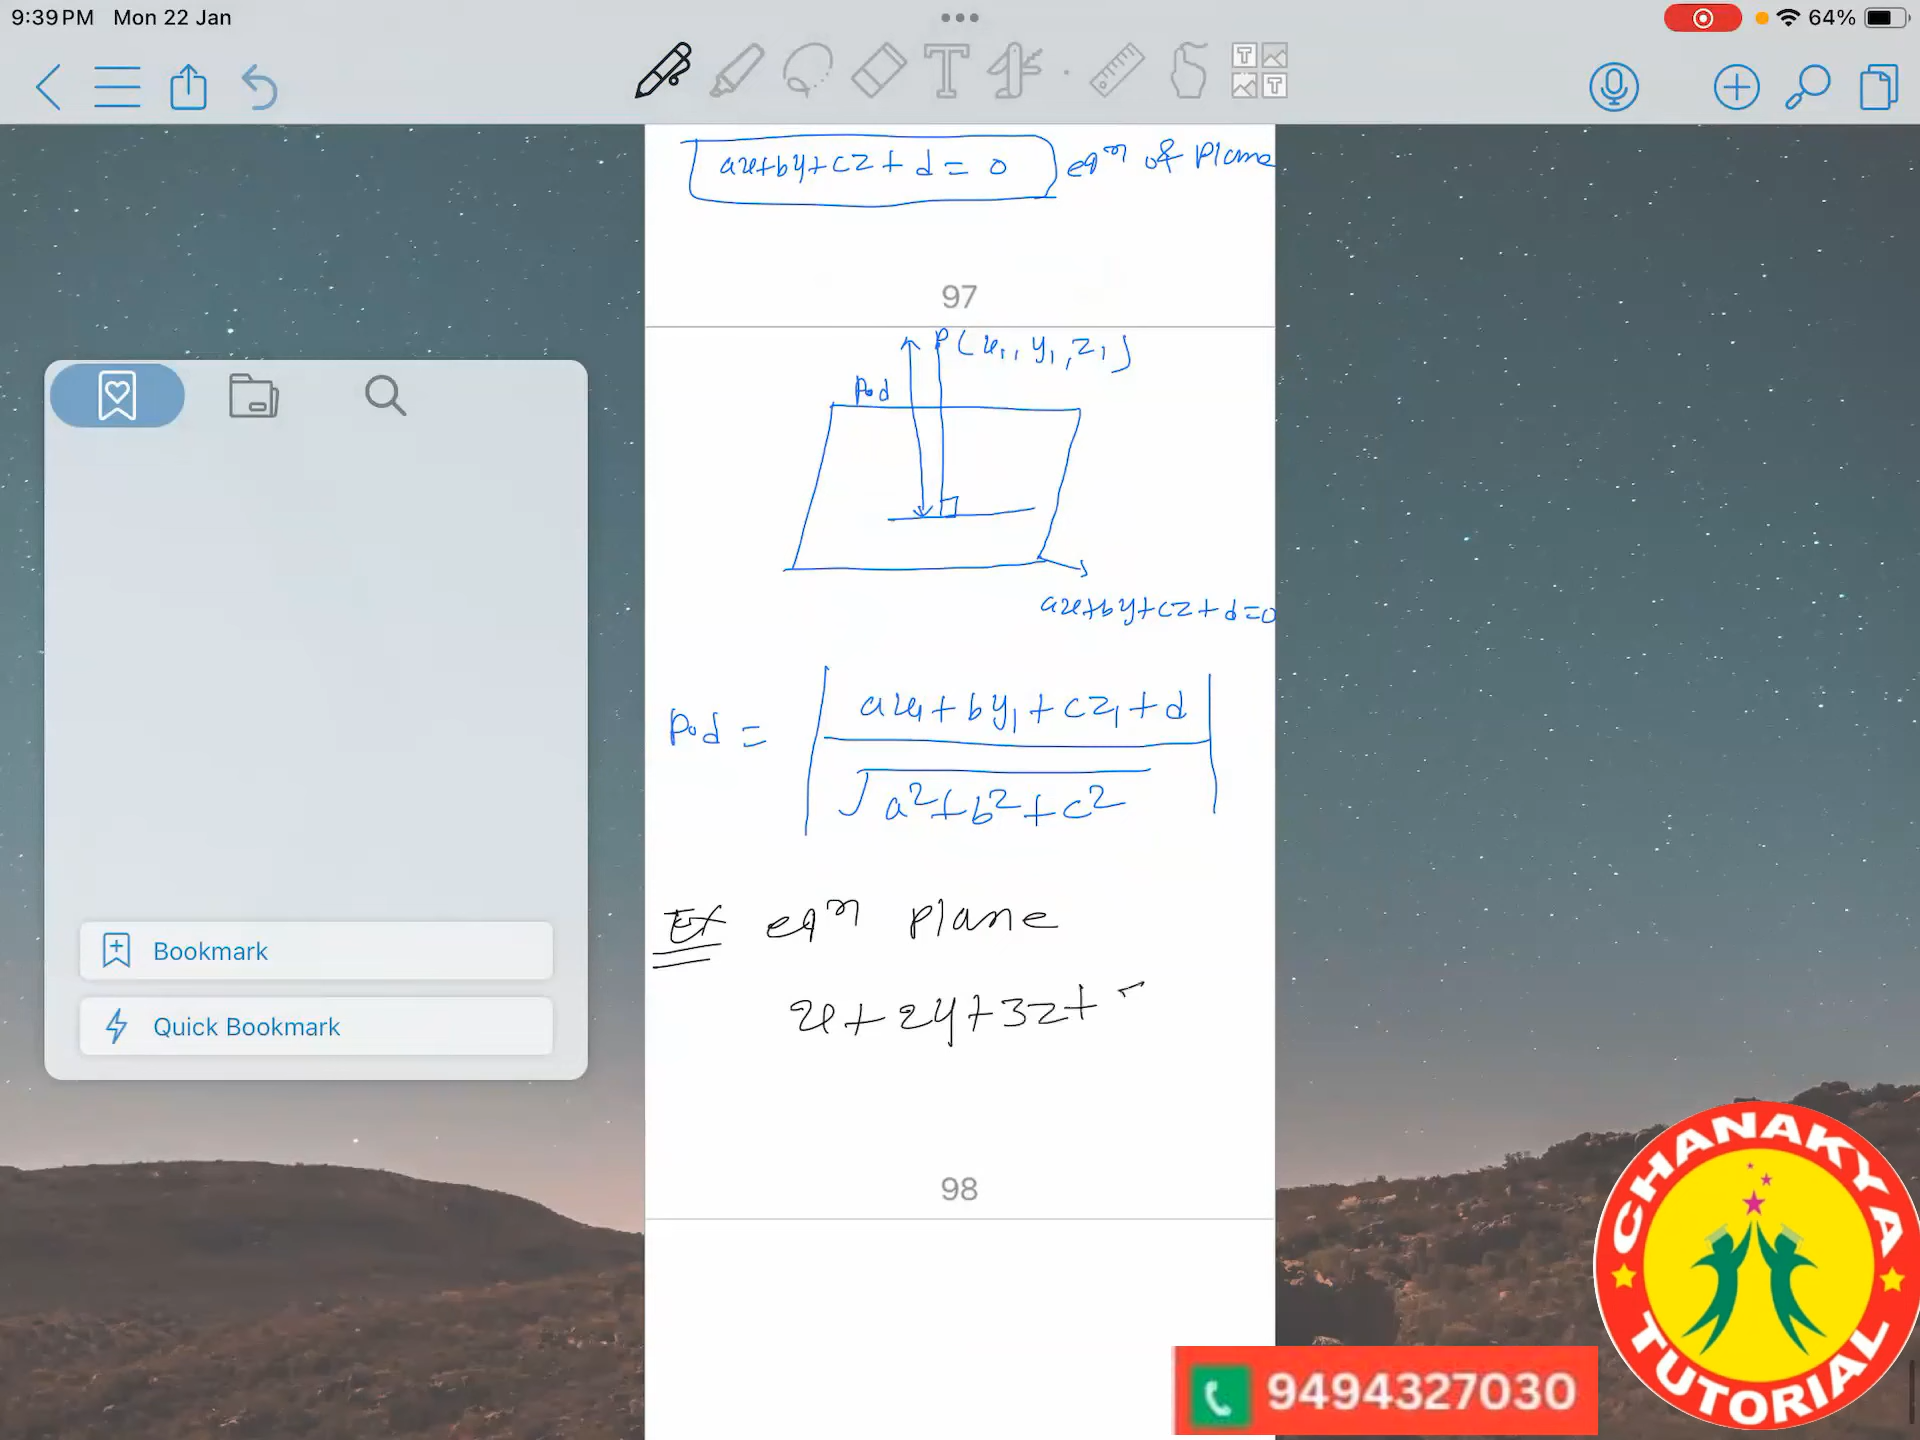 9:39 PM Mon 22 Jan
64%
ax+by+cz+d=0 eqn of Plane
97
P(x₁, y₁, z₁)
P.d
ax+by+cz+d=0
P.d = | ax₁+by₁+cz₁+d |
√a²+b²+c²
Ex eqn plane
x+2y+3z+
98
Bookmark
Quick Bookmark
CHANAKYA
TUTORIAL
9494327030